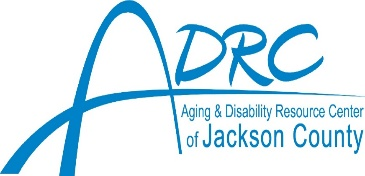 ADRC
Aging & Disability Resource Center
of Jackson County